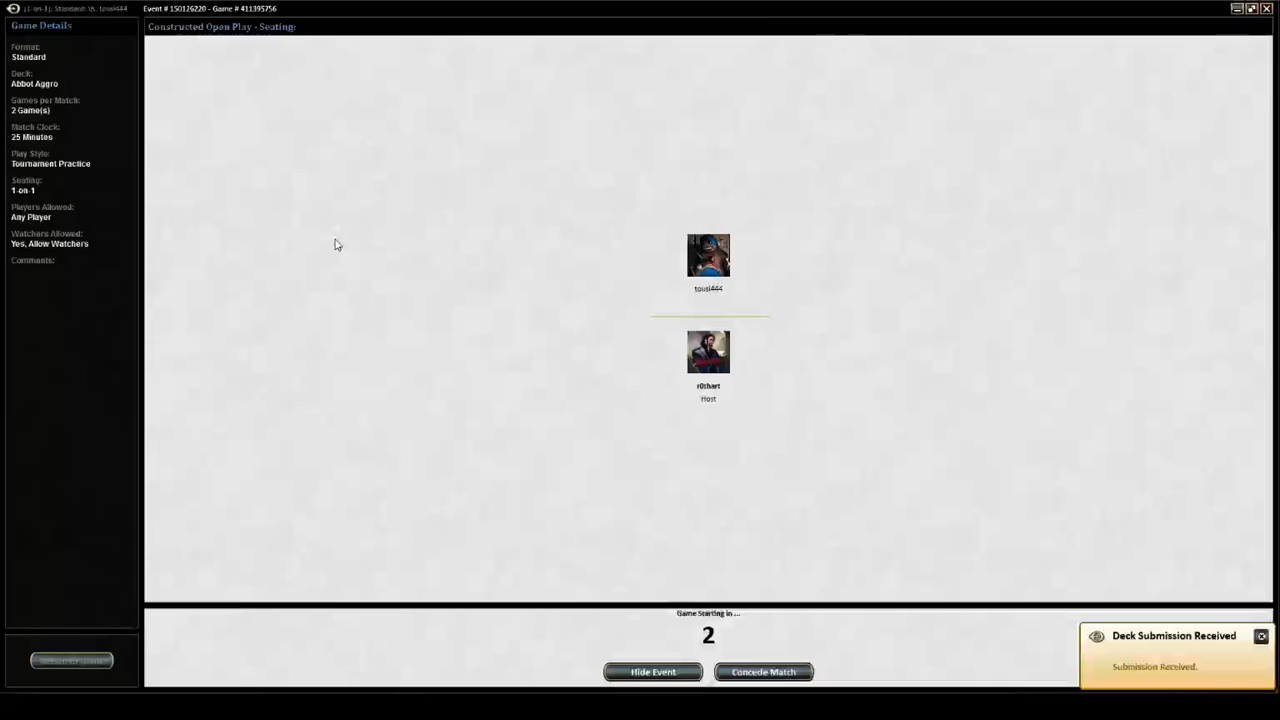 (1-on-1): Standard: Vs. tousi444
Event # 150126220 - Game # 411395756
Game Details
Constructed Open Play - Seating:
Format:
Standard
Deck:
Abbot Aggro
Games per Match:
2 Game(s)
Match Clock:
25 Minutes
Play Style:
Tournament Practice
Seating:
1-on-1
Players Allowed:
Any Player
Watchers Allowed:
Yes, Allow Watchers
Comments:
tousi444
r0thart
Host
Game Starting in ...
2
Hide Event
Concede Match
Deck Submission Received
Submission Received.